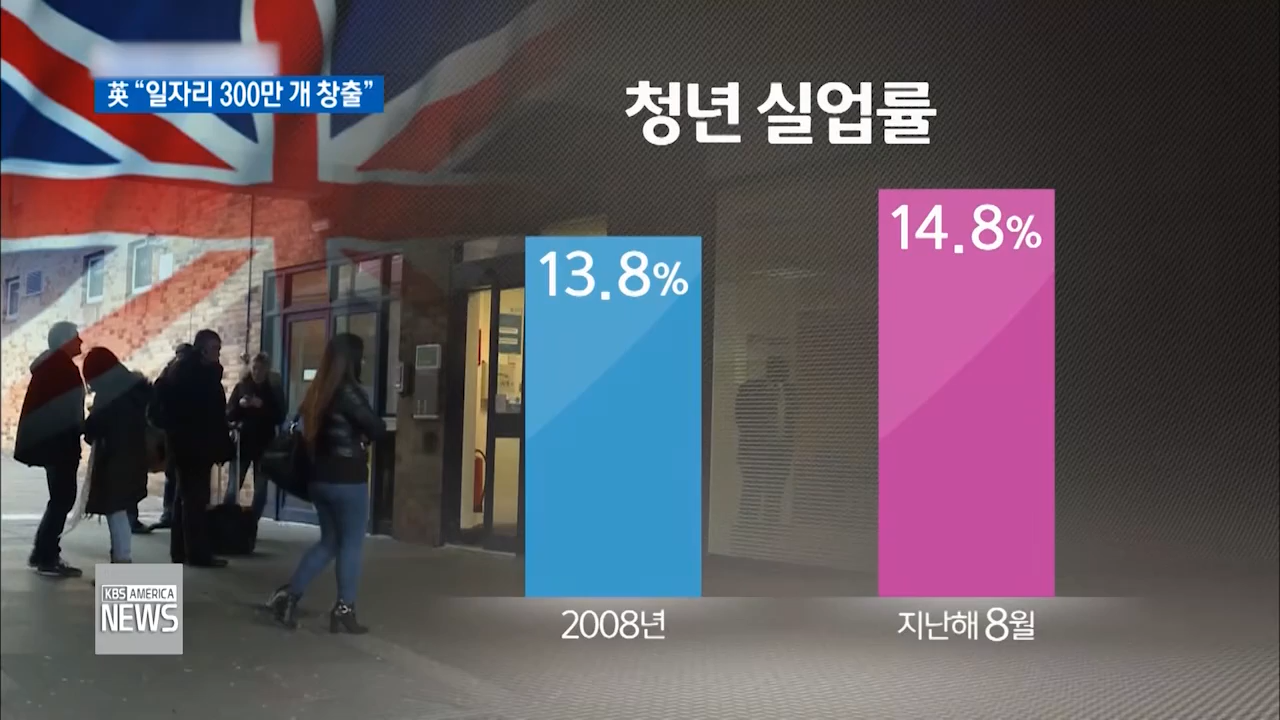 英 “일자리 300만 개 창출”
청년 실업률
13.8%
14.8%
2008년
지난해 8월
KBS AMERICA
NEWS